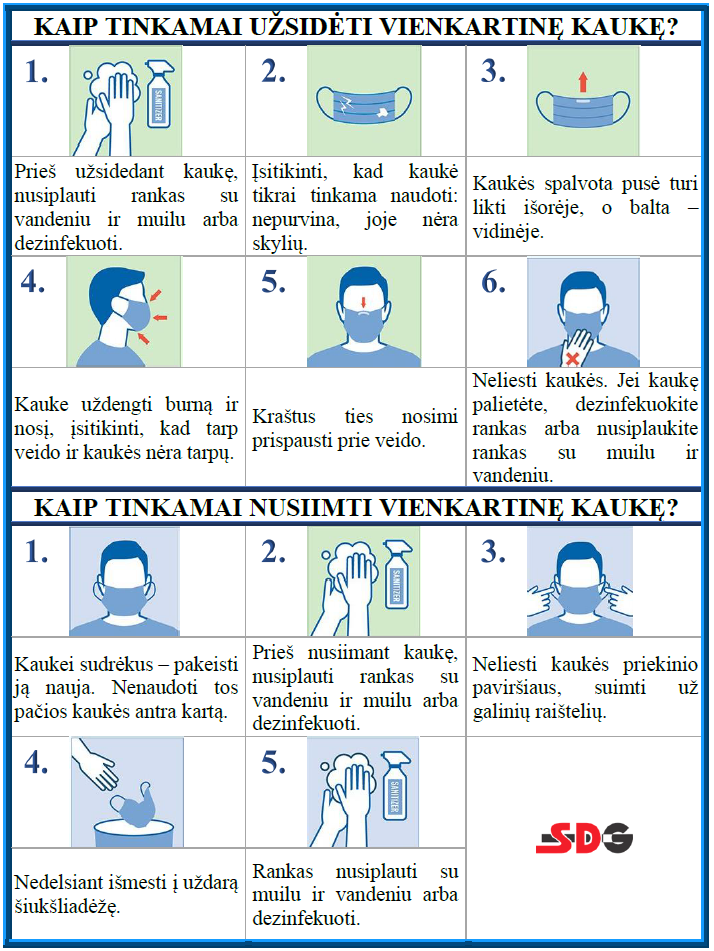 KAIP TINKAMAI UŽSIDĖTI VIENKARTINĘ KAUKĘ?
1.
SANITIZER
Prieš užsidedant kaukę,
nusiplauti rankas su
vandeniu ir muilu arba
dezinfekuoti.
2.
Įsitikinti, kad kaukė
tikrai tinkama naudoti:
nepurvina, joje nėra
skylių.
3.
Kaukės spalvota pusė turi
likti išorėje, o balta –
vidinėje.
4.
Kauke uždengti burną ir
nosį, įsitikinti, kad tarp
veido ir kaukės nėra tarpų.
5.
Kraštus ties nosimi
prispausti prie veido.
6.
Neliesti kaukės. Jei kaukę
palietėte, dezinfekuokite
rankas arba nusiplaukite
rankas su muilu ir
vandeniu.
KAIP TINKAMAI NUSIIMTI VIENKARTINĘ KAUKĘ?
1.
Kaukei sudrėkus – pakeisti
ją nauja. Nenaudoti tos
pačios kaukės antra kartą.
2.
SANITIZER
Prieš nusiimant kaukę,
nusiplauti rankas su
vandeniu ir muilu arba
dezinfekuoti.
3.
Neliesti kaukės priekinio
paviršiaus, suimti už
galinių raištelių.
4.
Nedelsiant išmesti į uždarą
šiukšliadėžę.
5.
SANITIZER
Rankas nusiplauti su
muilu ir vandeniu arba
dezinfekuoti.
SDG